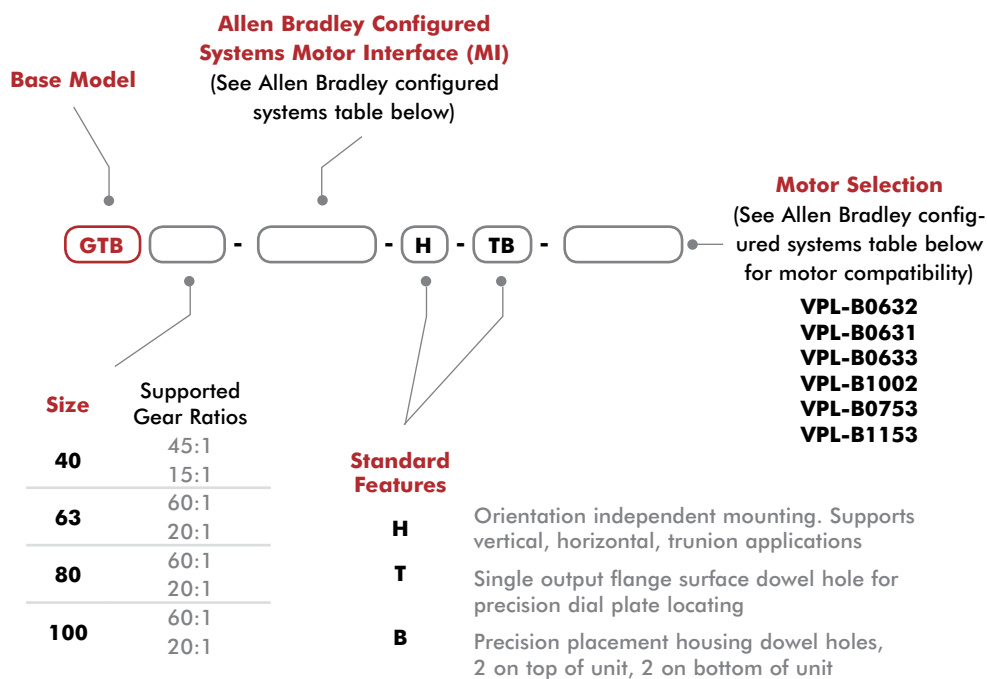 Allen Bradley Configured
Systems Motor Interface (MI)
(See Allen Bradley configured
systems table below)
Base Model
Motor Selection
(See Allen Bradley config-
ured systems table below
for motor compatibility)
VPL-B0632
VPL-B0631
VPL-B0633
VPL-B1002
VPL-B0753
VPL-B1153
GTB - - H - TB -
Size
Supported
Gear Ratios
40
45:1
15:1
63
60:1
20:1
80
60:1
20:1
100
60:1
20:1
Standard
Features
H
Orientation independent mounting. Supports
vertical, horizontal, trunion applications
T
Single output flange surface dowel hole for
precision dial plate locating
B
Precision placement housing dowel holes,
2 on top of unit, 2 on bottom of unit